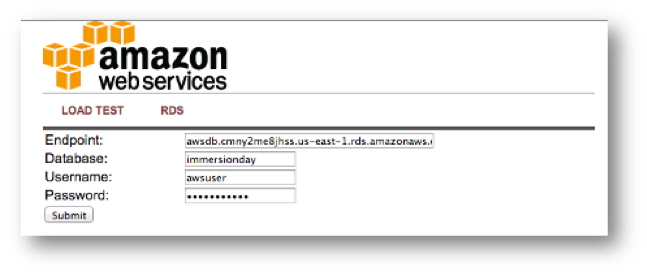 amazon
webservices
LOAD TEST RDS
Endpoint: awsdb.cmny2me8jhss.us-east-1.rds.amazonaws.
Database: immersionday
Username: awsuser
Password: •••••••••••
Submit